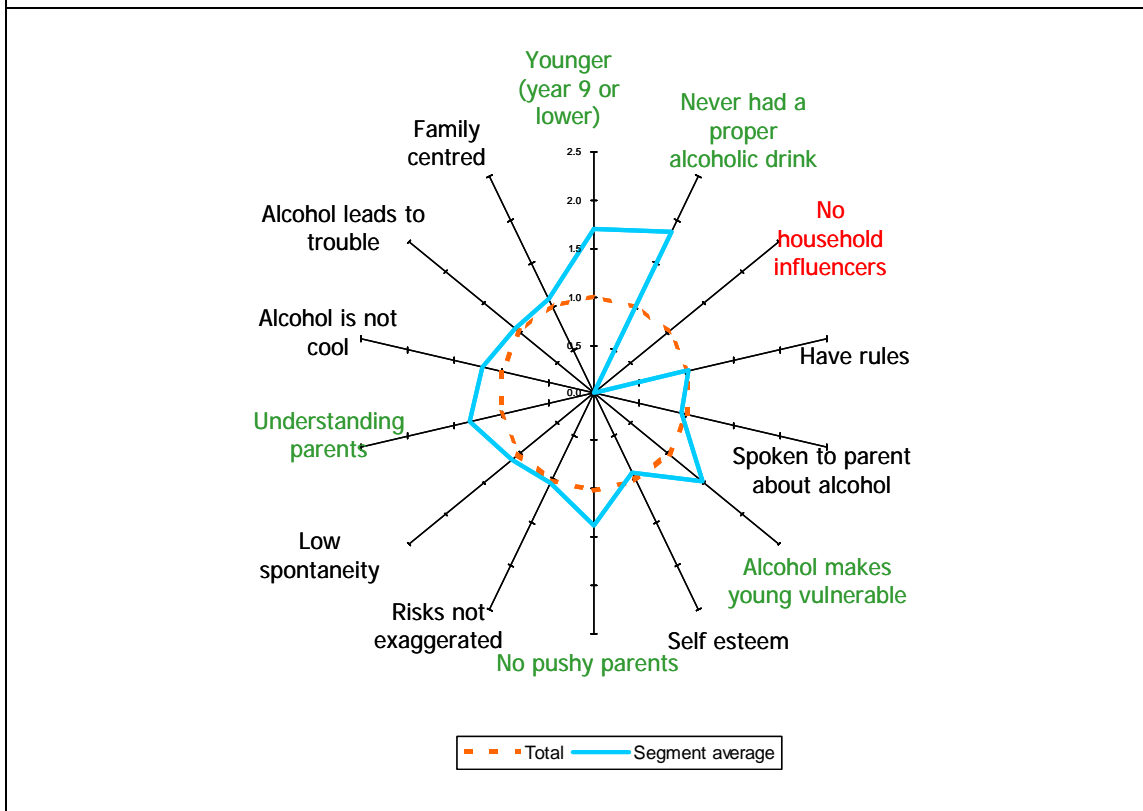 Younger
(year 9 or
lower)
Never had a
proper
alcoholic drink
No
household
influencers
Have rules
Spoken to parent
about alcohol
Alcohol makes
young vulnerable
Self esteem
No pushy parents
Risks not
exaggerated
Low
spontaneity
Understanding
parents
Alcohol is not
cool
Alcohol leads to
trouble
Family
centred
2.5
2.0
1.5
1.0
0.5
0.0
Total
Segment average